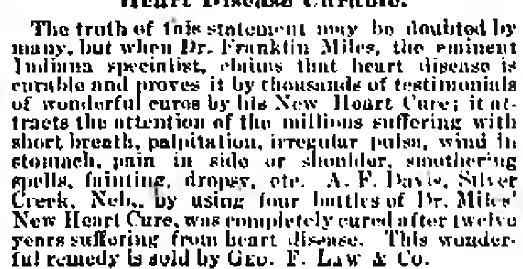 Heart Disease Curable.
The truth of this statement may be doubted by
many, but when Dr. Franklin Miles, the eminent
Indiana specialist, claims that heart disease is
curable and proves it by thousands of testimonials
of wonderful cures by his New Heart Cure; it at-
tracts the attention of the millions suffering with
short breath, palpitation, irregular pulse, wind in
stomach, pain in side or shoulder, smothering
spells, fainting, dropsy, etc. A. F. Davis, Silver
Creek, Neb., by using four bottles of Dr. Miles'
New Heart Cure, was completely cured after twelve
years suffering from heart disease. This wonder-
ful remedy is sold by GEO. F. LAW & Co.